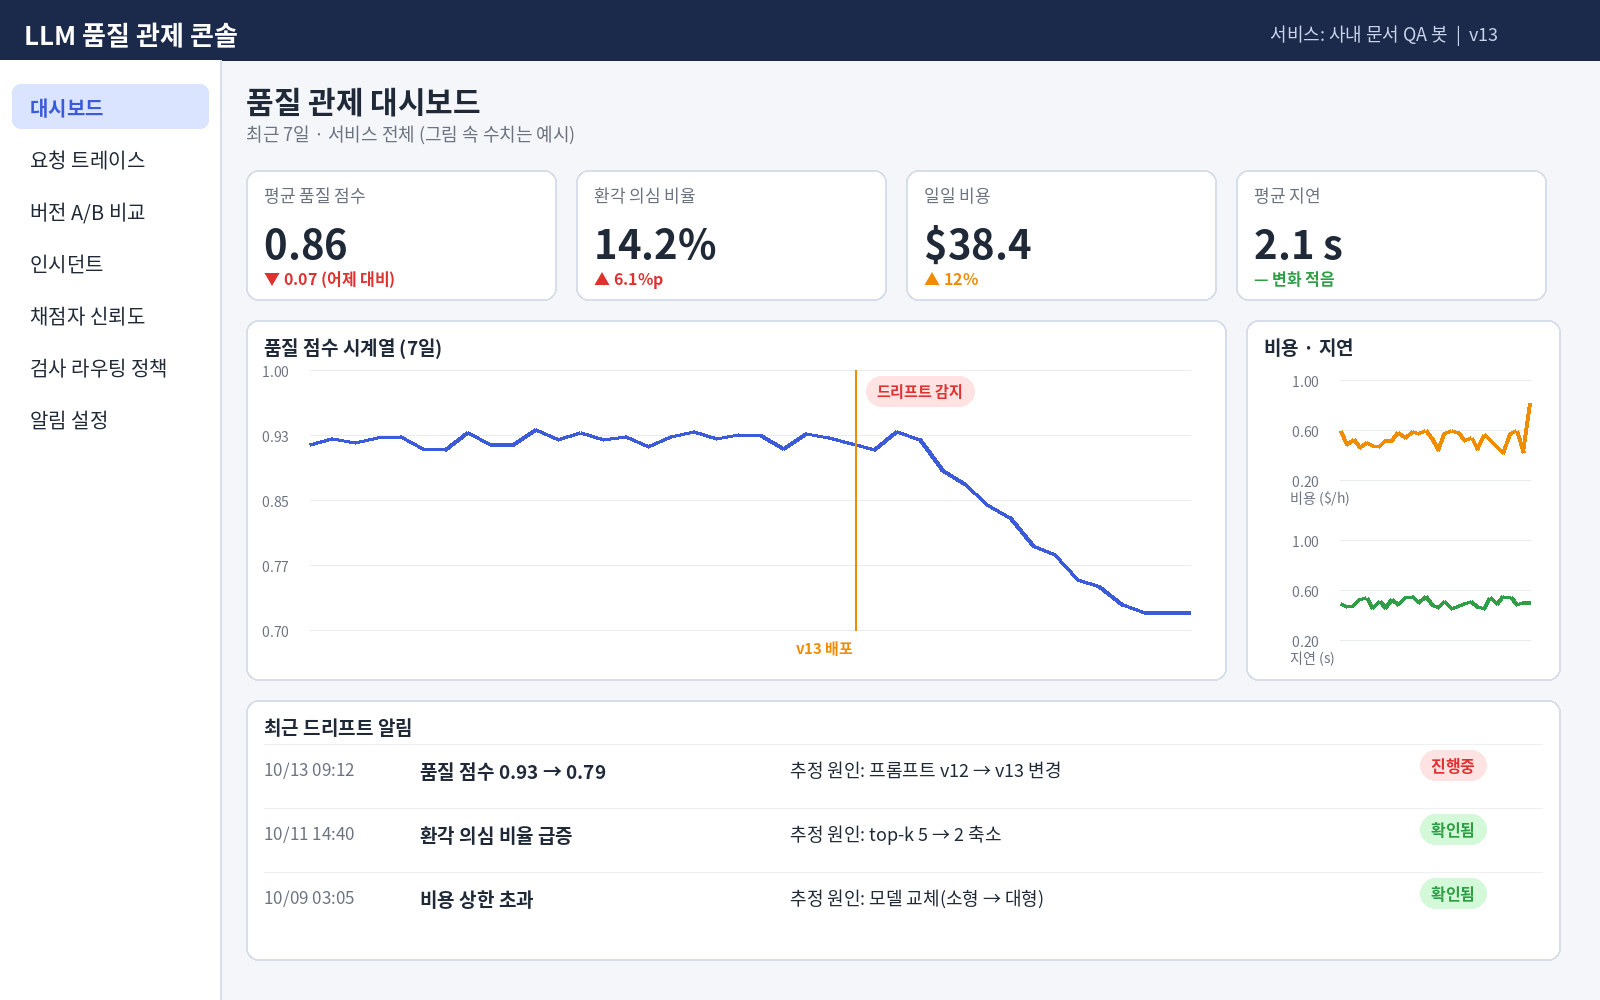 LLM 품질 관제 콘솔
서비스: 사내 문서 QA 봇 | v13
대시보드
요청 트레이스
버전 A/B 비교
인시던트
채점자 신뢰도
검사 라우팅 정책
알림 설정
품질 관제 대시보드
최근 7일 · 서비스 전체 (그림 속 수치는 예시)
평균 품질 점수
0.86
▼ 0.07 (어제 대비)
환각 의심 비율
14.2%
▲ 6.1%p
일일 비용
$38.4
▲ 12%
평균 지연
2.1 s
— 변화 적음
품질 점수 시계열 (7일)
1.00
드리프트 감지
0.93
0.85
0.77
0.70
v13 배포
비용 · 지연
1.00
0.60
0.20
비용 ($/h)
1.00
0.60
0.20
지연 (s)
최근 드리프트 알림
10/13 09:12 품질 점수 0.93 → 0.79 추정 원인: 프롬프트 v12 → v13 변경 진행중
10/11 14:40 환각 의심 비율 급증 추정 원인: top-k 5 → 2 축소 확인됨
10/09 03:05 비용 상한 초과 추정 원인: 모델 교체(소형 → 대형) 확인됨